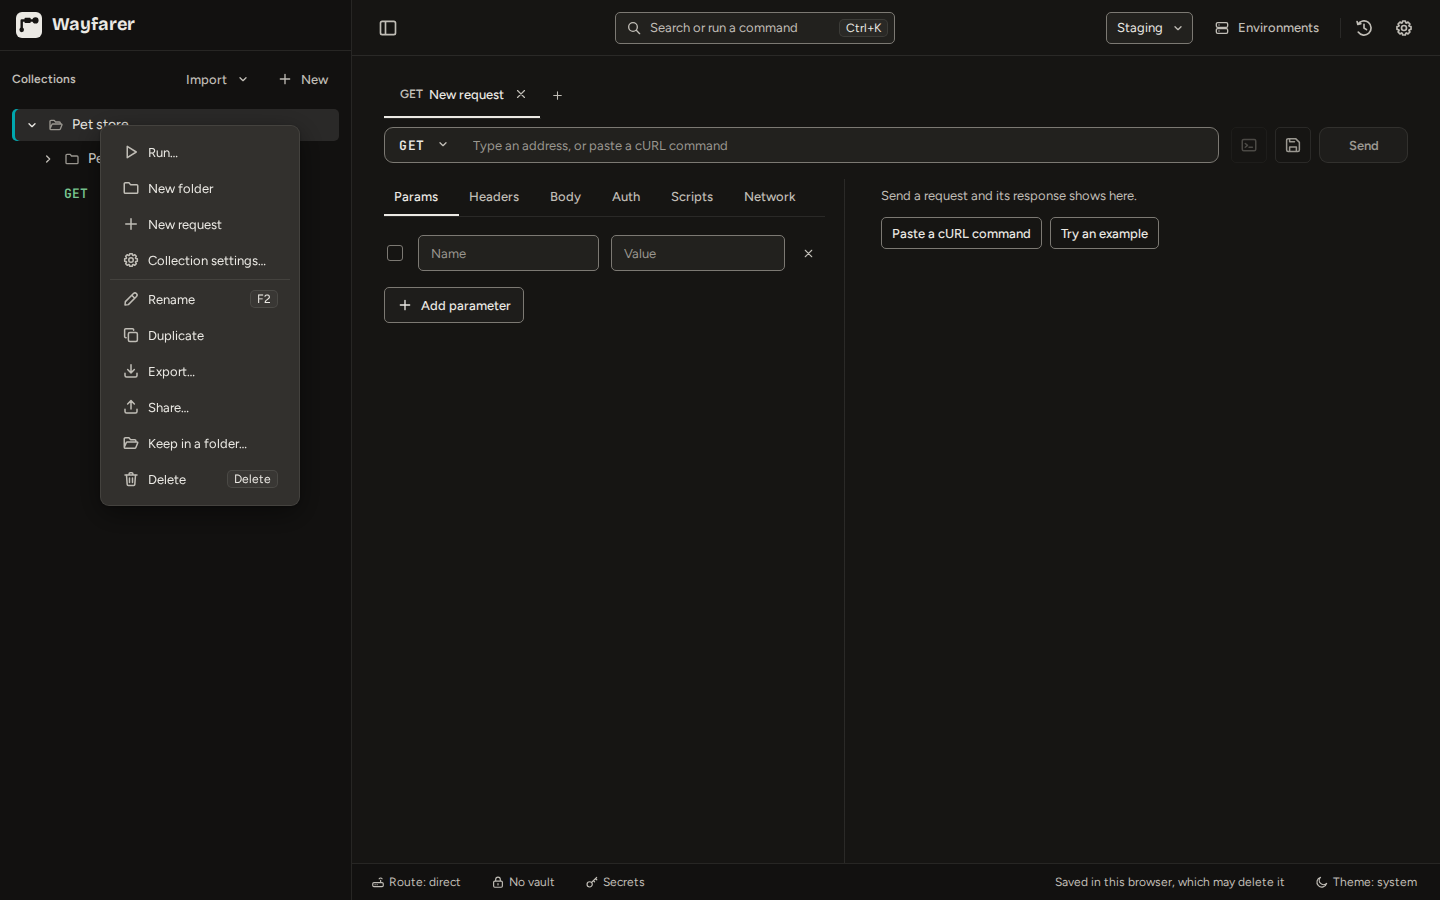 Wayfarer
Search or run a command Ctrl+K
Staging
Environments
Collections Import New
Pet store
Run...
New folder
GET
New request
Collection settings...
Rename F2
Duplicate
Export...
Share...
Keep in a folder...
Delete Delete
GET New request
GET Type an address, or paste a cURL command
Send
Params Headers Body Auth Scripts Network
Name Value
Add parameter
Send a request and its response shows here.
Paste a cURL command Try an example
Route: direct No vault Secrets
Saved in this browser, which may delete it Theme: system